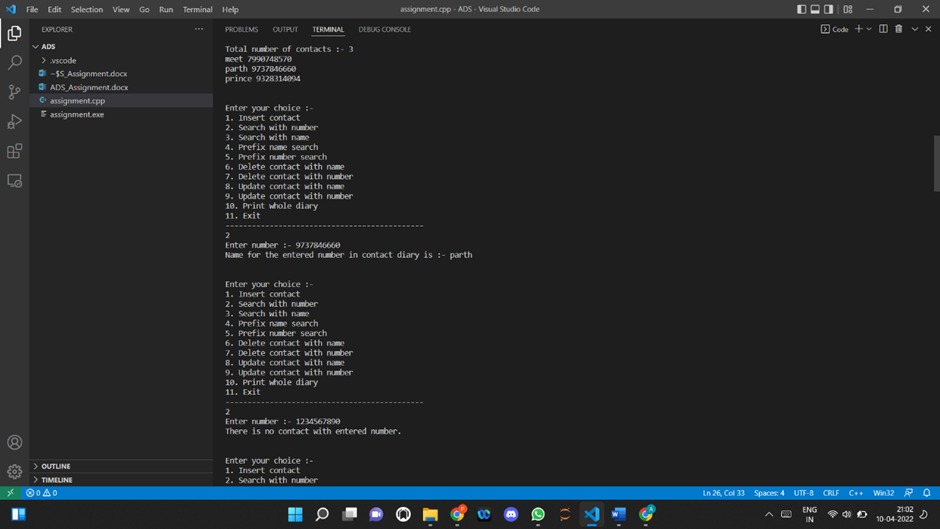 File Edit Selection View Go Run Terminal Help
assignment.cpp - ADS - Visual Studio Code
EXPLORER
ADS
.vscode
~$S_Assignment.docx
ADS_Assignment.docx
assignment.cpp
assignment.exe
OUTLINE
TIMELINE
PROBLEMS OUTPUT TERMINAL DEBUG CONSOLE
Code
Total number of contacts :- 3
meet 7990748570
parth 9737846660
prince 9328314094
Enter your choice :-
1. Insert contact
2. Search with number
3. Search with name
4. Prefix name search
5. Prefix number search
6. Delete contact with name
7. Delete contact with number
8. Update contact with name
9. Update contact with number
10. Print whole diary
11. Exit
--------------------------------------------
2
Enter number :- 9737846660
Name for the entered number in contact diary is :- parth
Enter your choice :-
1. Insert contact
2. Search with number
3. Search with name
4. Prefix name search
5. Prefix number search
6. Delete contact with name
7. Delete contact with number
8. Update contact with name
9. Update contact with number
10. Print whole diary
11. Exit
--------------------------------------------
2
Enter number :- 1234567890
There is no contact with entered number.
Enter your choice :-
1. Insert contact
2. Search with number
0 0
Ln 26, Col 33 Spaces: 4 UTF-8 CRLF C++ Win32
ENG
IN
21:02
10-04-2022